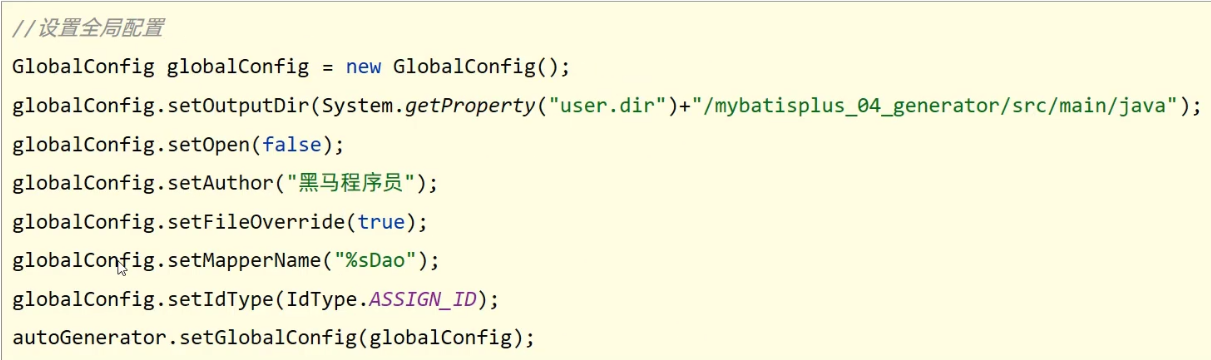 //设置全局配置
GlobalConfig globalConfig = new GlobalConfig();
globalConfig.setOutputDir(System.getProperty("user.dir")+"/mybatisplus_04_generator/src/main/java");
globalConfig.setOpen(false);
globalConfig.setAuthor("黑马程序员");
globalConfig.setFileOverride(true);
globalConfig.setMapperName("%sDao");
globalConfig.setIdType(IdType.ASSIGN_ID);
autoGenerator.setGlobalConfig(globalConfig);